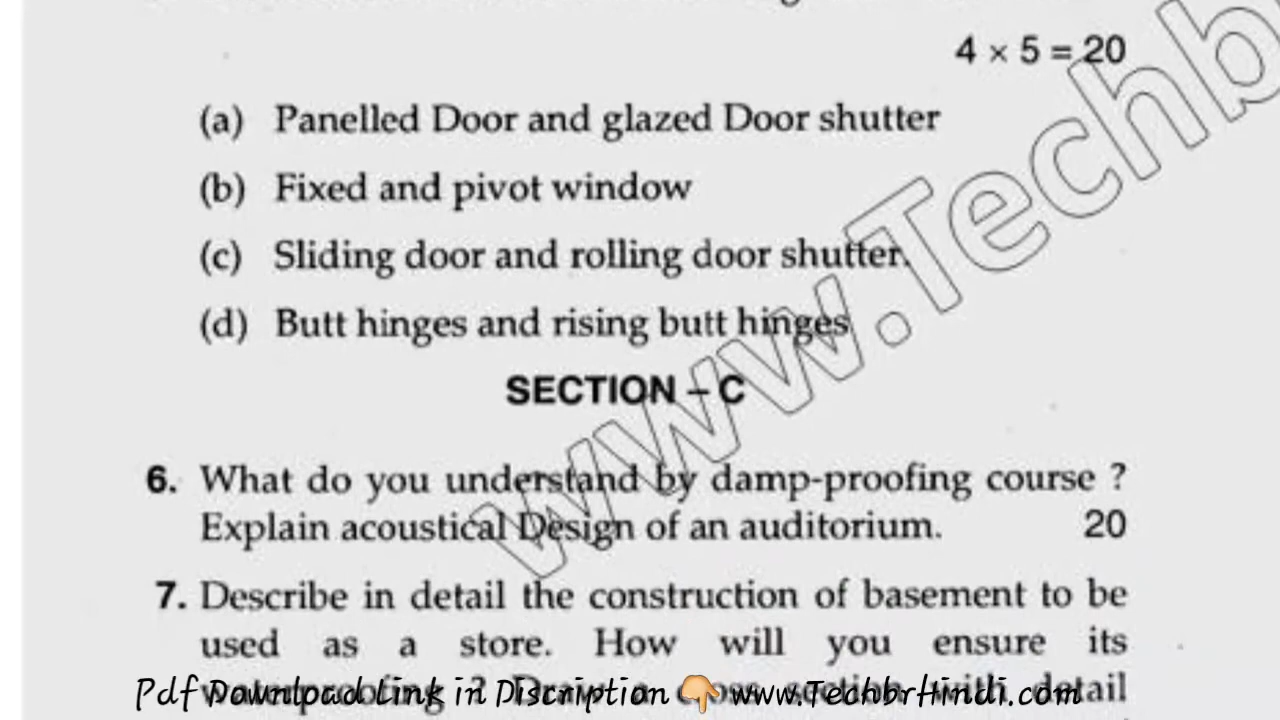 4 × 5 = 20
(a) Panelled Door and glazed Door shutter
(b) Fixed and pivot window
(c) Sliding door and rolling door shutter.
(d) Butt hinges and rising butt hinges
SECTION – C
6. What do you understand by damp-proofing course ?
Explain acoustical Design of an auditorium. 20
7. Describe in detail the construction of basement to be
used as a store. How will you ensure its
Pdf Download Link in Discription 👇 www.TechbrHindi.com
detail
www.Techb